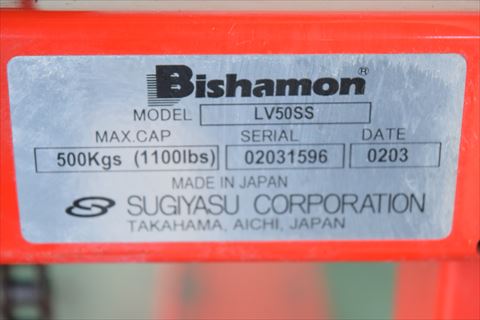 Bishamon®
MODEL LV50SS
MAX.CAP SERIAL DATE
500Kgs (1100lbs) 02031596 0203
MADE IN JAPAN
SUGIYASU CORPORATION
TAKAHAMA, AICHI, JAPAN